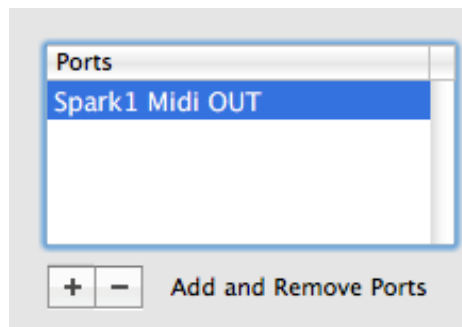 Ports
Spark1 Midi OUT
+ − Add and Remove Ports